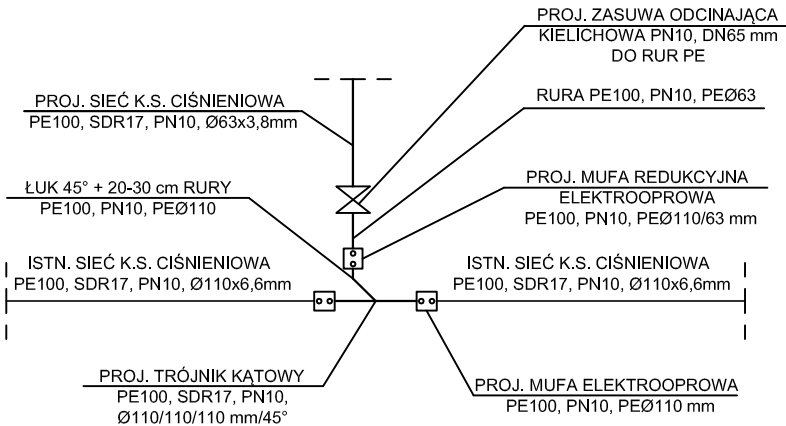 PROJ. ZASUWA ODCINAJĄCA
KIELICHOWA PN10, DN65 mm
DO RUR PE
PROJ. SIEĆ K.S. CIŚNIENIOWA
PE100, SDR17, PN10, Ø63x3,8mm
RURA PE100, PN10, PEØ63
ŁUK 45° + 20-30 cm RURY
PE100, PN10, PEØ110
PROJ. MUFA REDUKCYJNA
ELEKTROOPROWA
PE100, PN10, PEØ110/63 mm
ISTN. SIEĆ K.S. CIŚNIENIOWA
PE100, SDR17, PN10, Ø110x6,6mm
ISTN. SIEĆ K.S. CIŚNIENIOWA
PE100, SDR17, PN10, Ø110x6,6mm
PROJ. TRÓJNIK KĄTOWY
PE100, SDR17, PN10,
Ø110/110/110 mm/45°
PROJ. MUFA ELEKTROOPROWA
PE100, PN10, PEØ110 mm